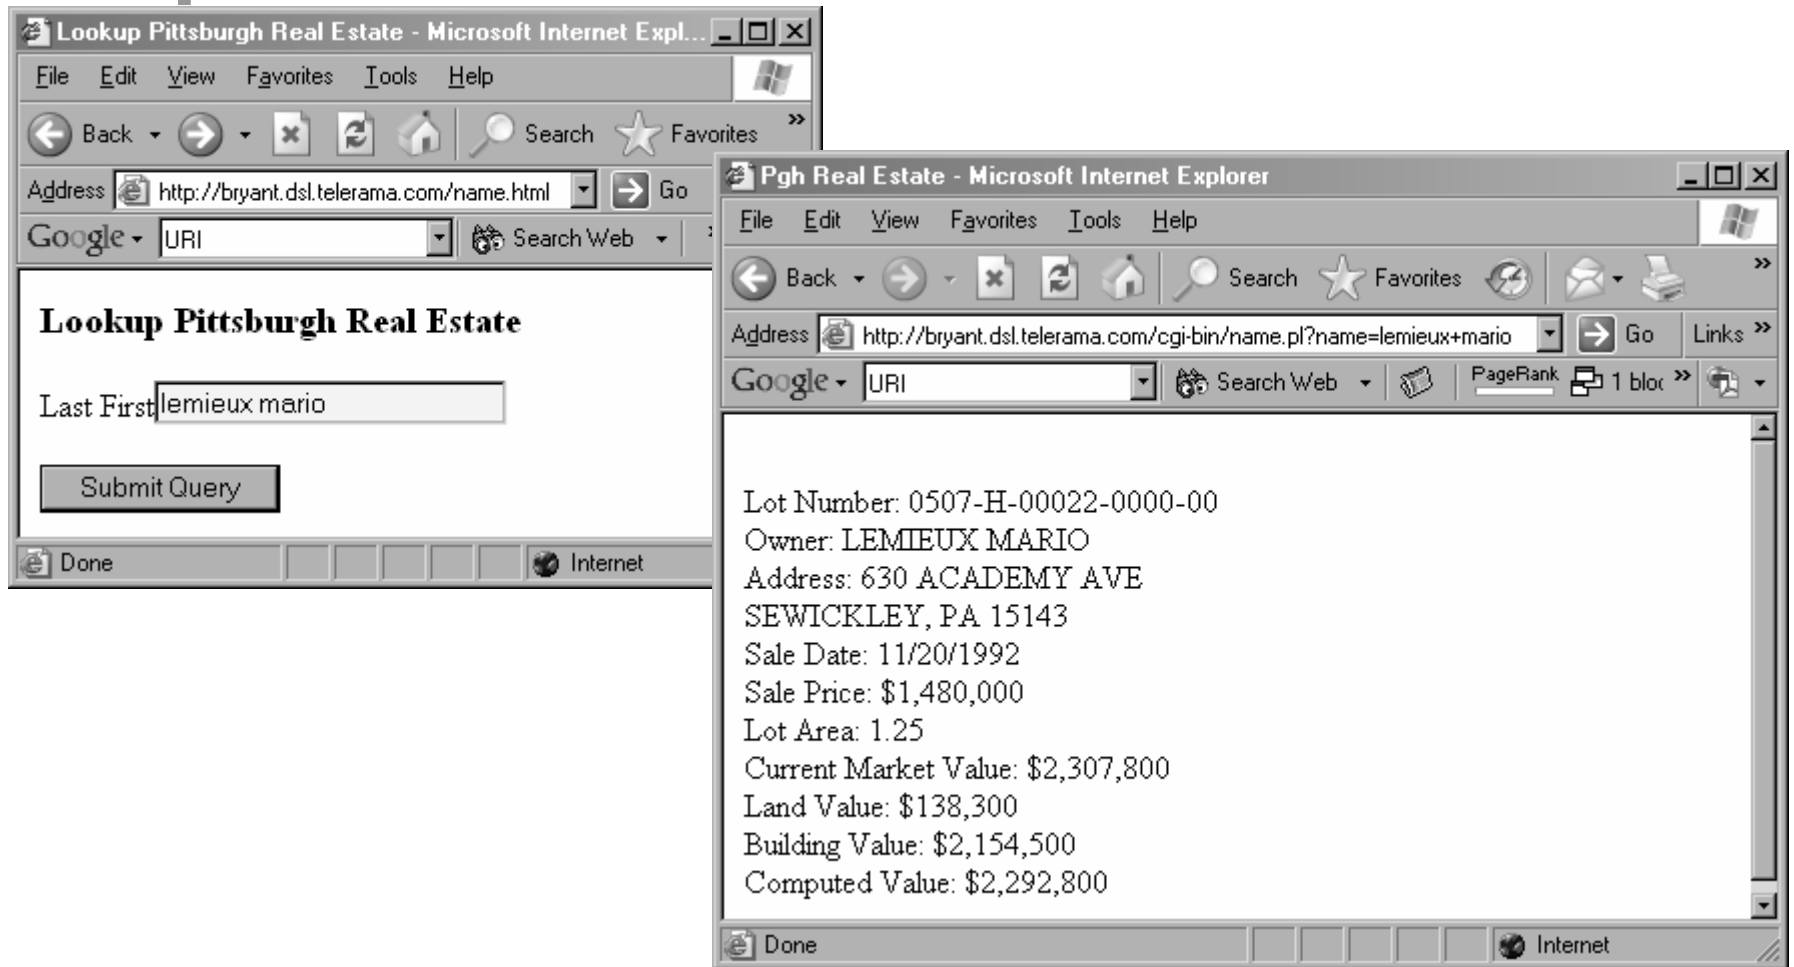 Lookup Pittsburgh Real Estate - Microsoft Internet Expl...
File Edit View Favorites Tools Help
Back Search Favorites »
Address http://bryant.dsl.telerama.com/name.html Go
Google URI Search Web
Lookup Pittsburgh Real Estate
Last First lemieux mario
Submit Query
Done Internet
Pgh Real Estate - Microsoft Internet Explorer
File Edit View Favorites Tools Help
Back Search Favorites »
Address http://bryant.dsl.telerama.com/cgi-bin/name.pl?name=lemieux+mario Go Links »
Google URI Search Web PageRank 1 bloc »
Lot Number: 0507-H-00022-0000-00
Owner: LEMIEUX MARIO
Address: 630 ACADEMY AVE
SEWICKLEY, PA 15143
Sale Date: 11/20/1992
Sale Price: $1,480,000
Lot Area: 1.25
Current Market Value: $2,307,800
Land Value: $138,300
Building Value: $2,154,500
Computed Value: $2,292,800
Done Internet